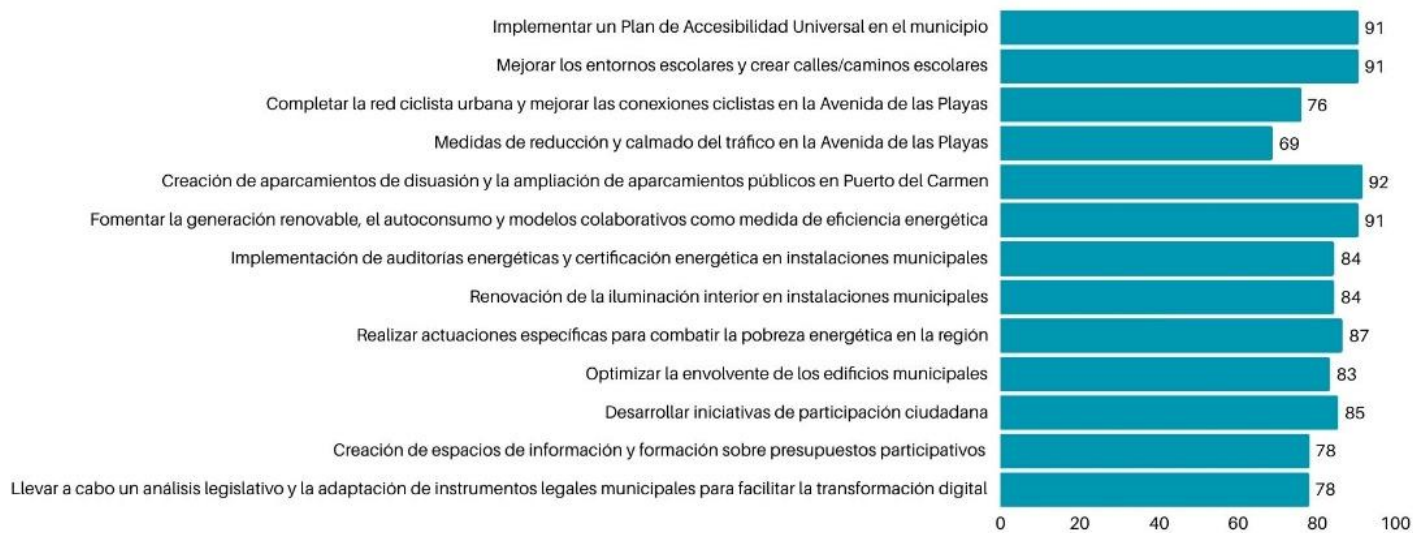 Implementar un Plan de Accesibilidad Universal en el municipio 91
Mejorar los entornos escolares y crear calles/caminos escolares 91
Completar la red ciclista urbana y mejorar las conexiones ciclistas en la Avenida de las Playas 76
Medidas de reducción y calmado del tráfico en la Avenida de las Playas 69
Creación de aparcamientos de disuasión y la ampliación de aparcamientos públicos en Puerto del Carmen 92
Fomentar la generación renovable, el autoconsumo y modelos colaborativos como medida de eficiencia energética 91
Implementación de auditorías energéticas y certificación energética en instalaciones municipales 84
Renovación de la iluminación interior en instalaciones municipales 84
Realizar actuaciones específicas para combatir la pobreza energética en la región 87
Optimizar la envolvente de los edificios municipales 83
Desarrollar iniciativas de participación ciudadana 85
Creación de espacios de información y formación sobre presupuestos participativos 78
Llevar a cabo un análisis legislativo y la adaptación de instrumentos legales municipales para facilitar la transformación digital 78
0 20 40 60 80 100